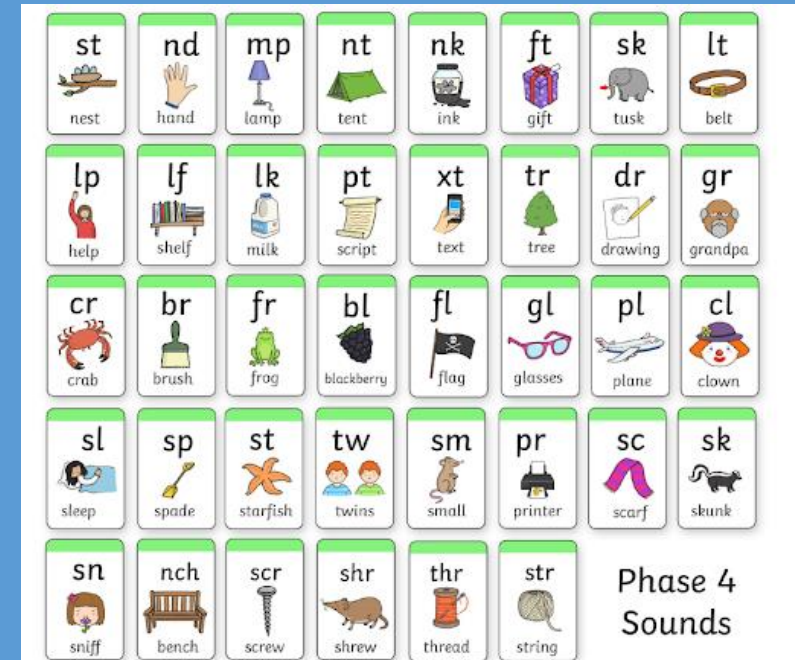 st nd mp nt nk ft sk lt
nest hand lamp tent ink gift tusk belt
lp lf lk pt xt tr dr gr
help shelf milk script text tree drawing grandpa
cr br fr bl fl gl pl cl
crab brush frog blackberry flag glasses plane clown
sl sp st tw sm pr sc sk
sleep spade starfish twins small printer scarf skunk
sn nch scr shr thr str
sniff bench screw shrew thread string
Phase 4
Sounds